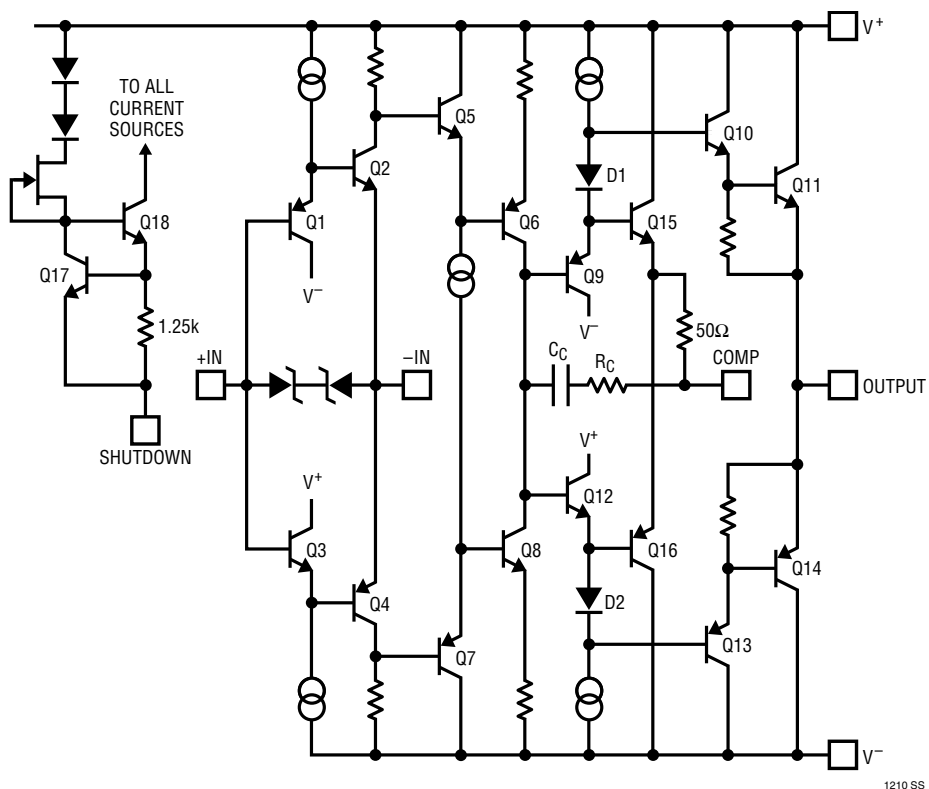 V+
TO ALL
CURRENT
SOURCES
Q5
Q10
Q2
D1
Q11
Q18
Q1
Q6
Q15
Q17
Q9
V–
V–
1.25k
50Ω
+IN
–IN
CC
RC
COMP
OUTPUT
SHUTDOWN
V+
V+
Q12
Q3
Q8
Q16
Q14
Q4
D2
Q7
Q13
V–
1210 SS